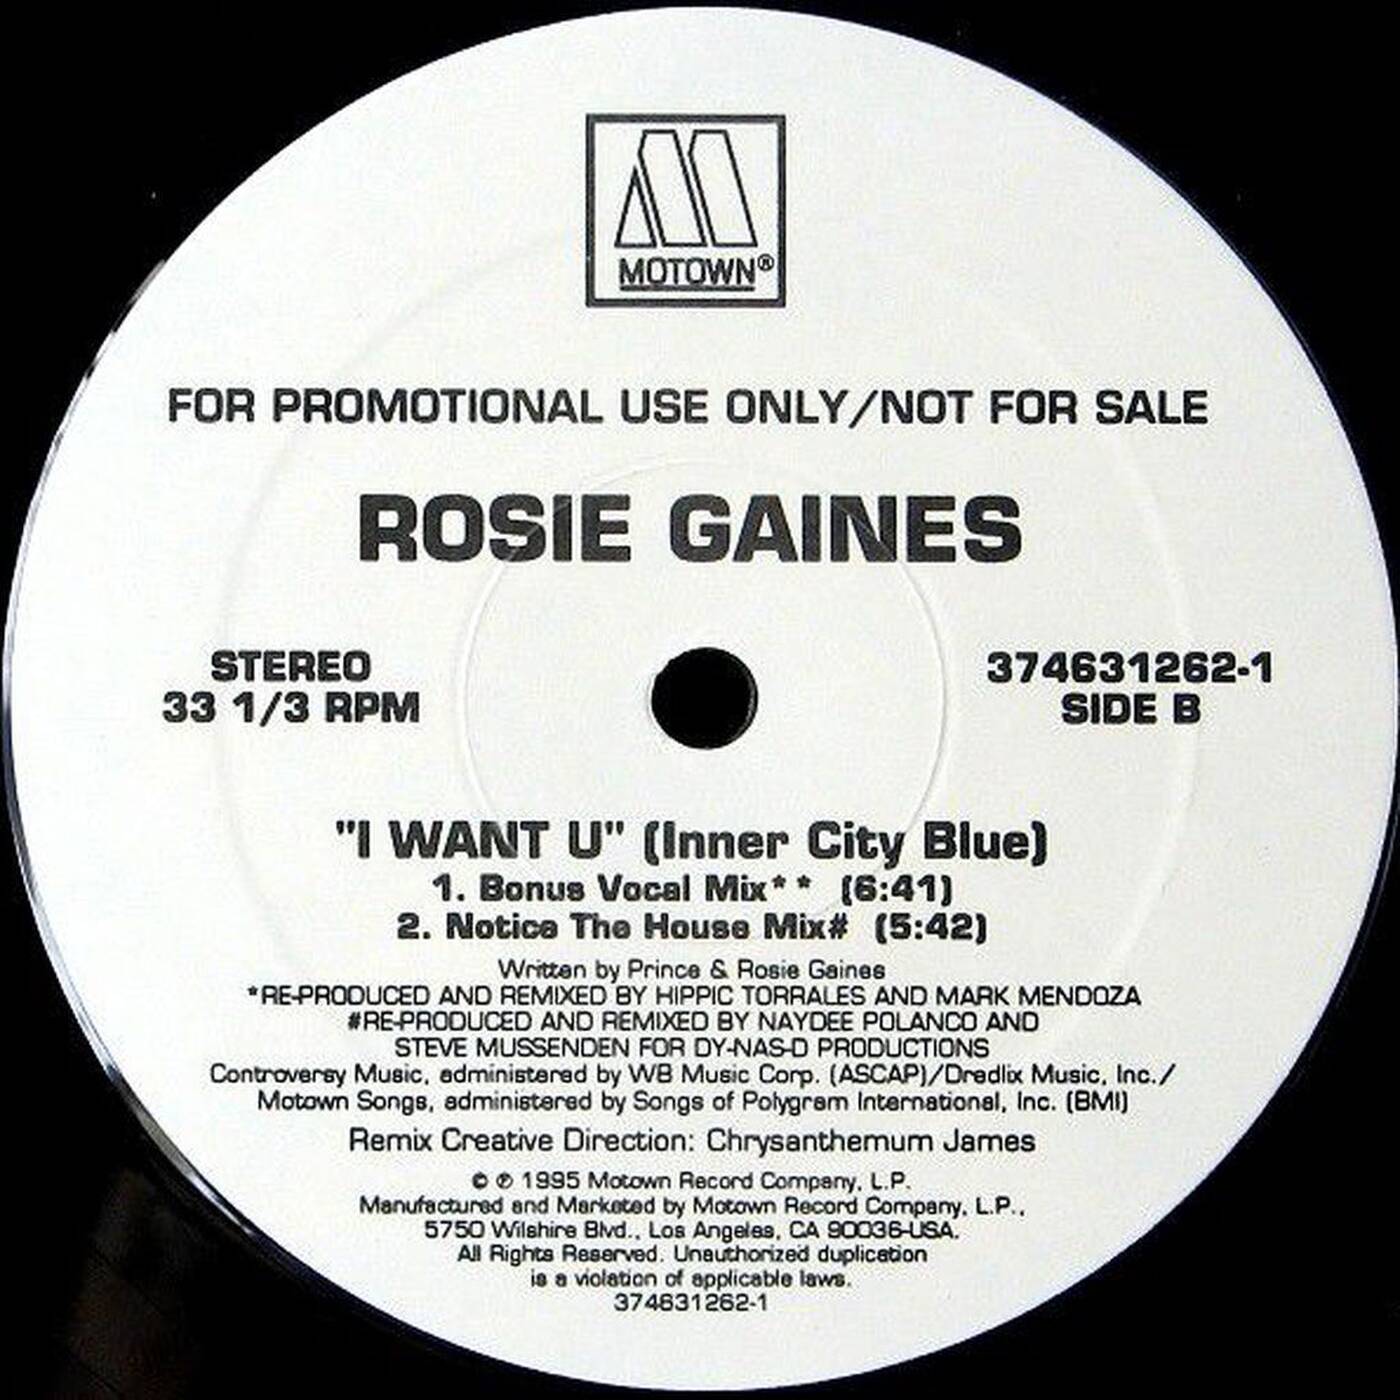 MOTOWN®
FOR PROMOTIONAL USE ONLY/NOT FOR SALE
ROSIE GAINES
STEREO
33 1/3 RPM
374631262-1
SIDE B
"I WANT U" (Inner City Blue)
1. Bonus Vocal Mix** (6:41)
2. Notice The House Mix# (5:42)
Written by Prince & Rosie Gaines
*RE-PRODUCED AND REMIXED BY HIPPIC TORRALES AND MARK MENDOZA
#RE-PRODUCED AND REMIXED BY NAYDEE POLANCO AND
STEVE MUSSENDEN FOR DY-NAS-D PRODUCTIONS
Controversy Music, administered by WB Music Corp. (ASCAP)/Dredlix Music, Inc./
Motown Songs, administered by Songs of Polygram International, Inc. (BMI)
Remix Creative Direction: Chrysanthemum James
© ℗ 1995 Motown Record Company, L.P.
Manufactured and Marketed by Motown Record Company, L.P.,
5750 Wilshire Blvd., Los Angeles, CA 90036-USA.
All Rights Reserved. Unauthorized duplication
is a violation of applicable laws.
374631262-1